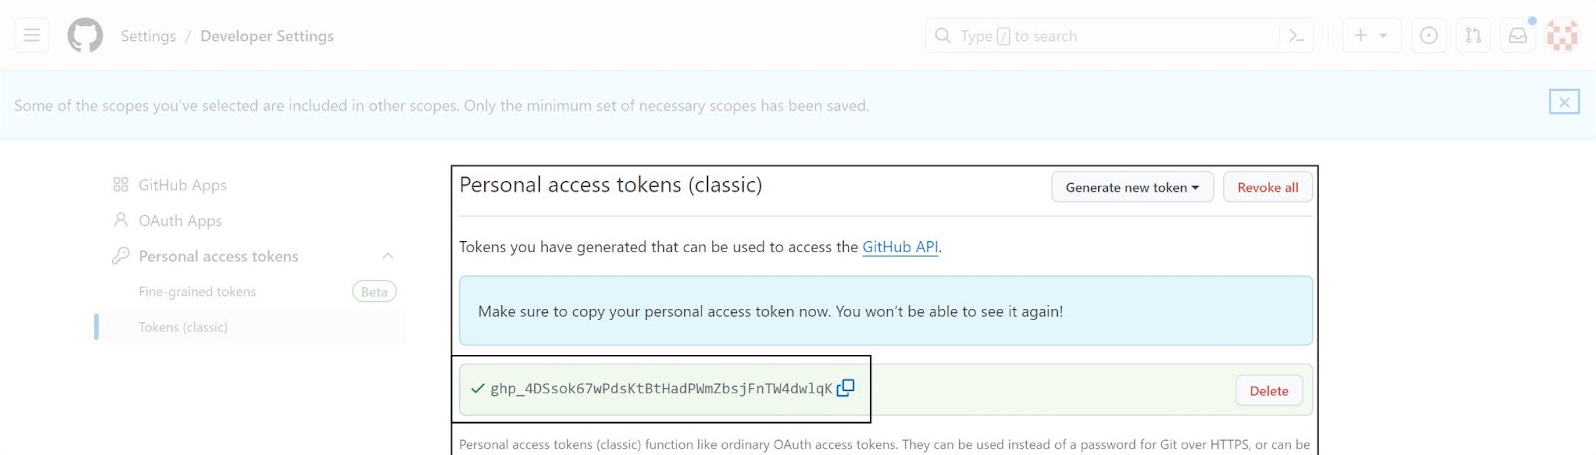 Settings / Developer Settings
Type / to search
Some of the scopes you've selected are included in other scopes. Only the minimum set of necessary scopes has been saved.
GitHub Apps
OAuth Apps
Personal access tokens
Fine-grained tokens Beta
Tokens (classic)
Personal access tokens (classic)
Generate new token
Revoke all
Tokens you have generated that can be used to access the GitHub API.
Make sure to copy your personal access token now. You won't be able to see it again!
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
Delete
Personal access tokens (classic) function like ordinary OAuth access tokens. They can be used instead of a password for Git over HTTPS, or can be